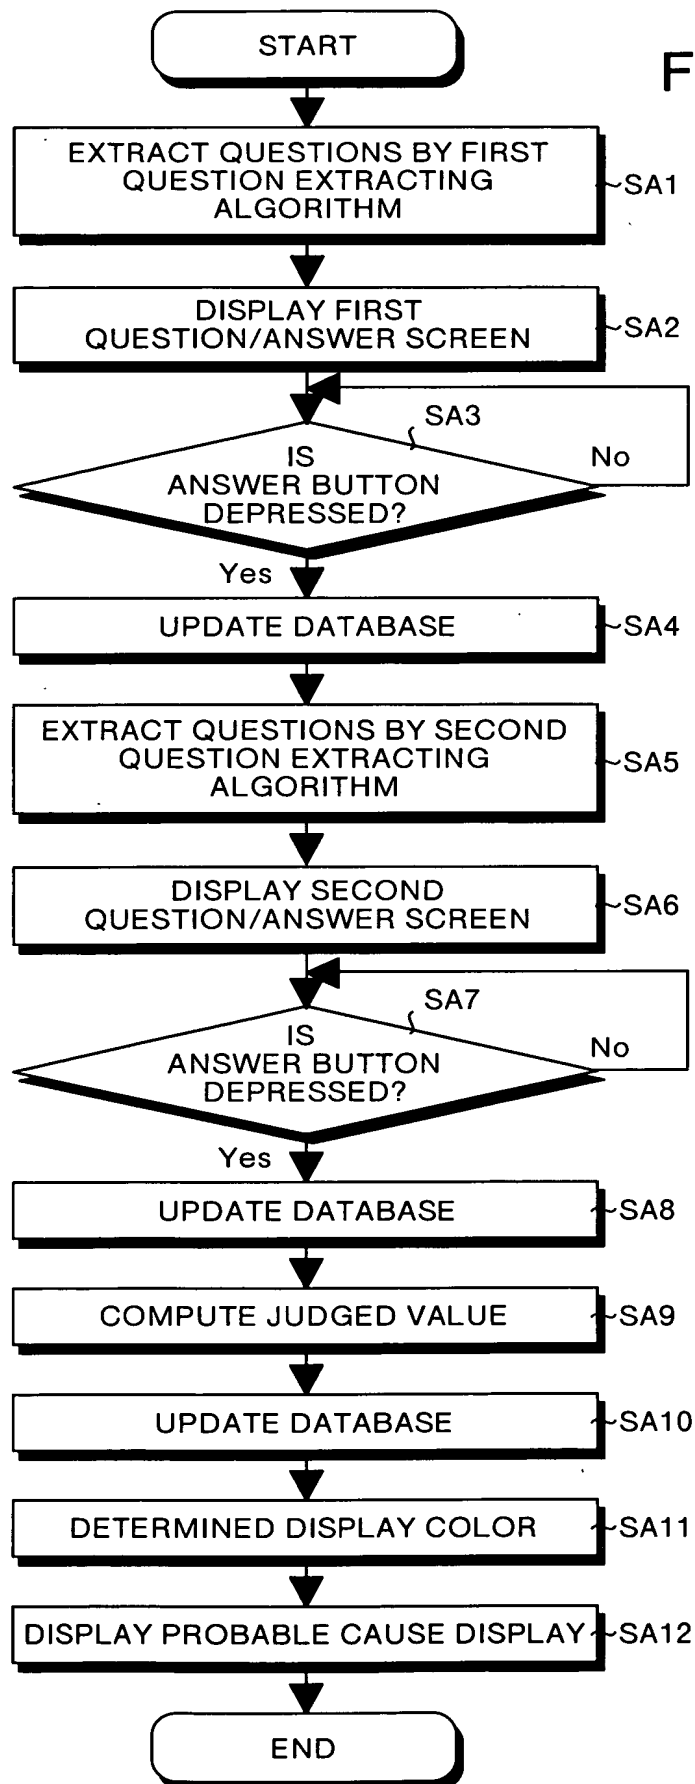 START
F
EXTRACT QUESTIONS BY FIRST
QUESTION EXTRACTING
ALGORITHM
SA1
DISPLAY FIRST
QUESTION/ANSWER SCREEN
SA2
SA3
IS
ANSWER BUTTON
DEPRESSED?
No
Yes
UPDATE DATABASE
SA4
EXTRACT QUESTIONS BY SECOND
QUESTION EXTRACTING
ALGORITHM
SA5
DISPLAY SECOND
QUESTION/ANSWER SCREEN
SA6
SA7
IS
ANSWER BUTTON
DEPRESSED?
No
Yes
UPDATE DATABASE
SA8
COMPUTE JUDGED VALUE
SA9
UPDATE DATABASE
SA10
DETERMINED DISPLAY COLOR
SA11
DISPLAY PROBABLE CAUSE DISPLAY
SA12
END